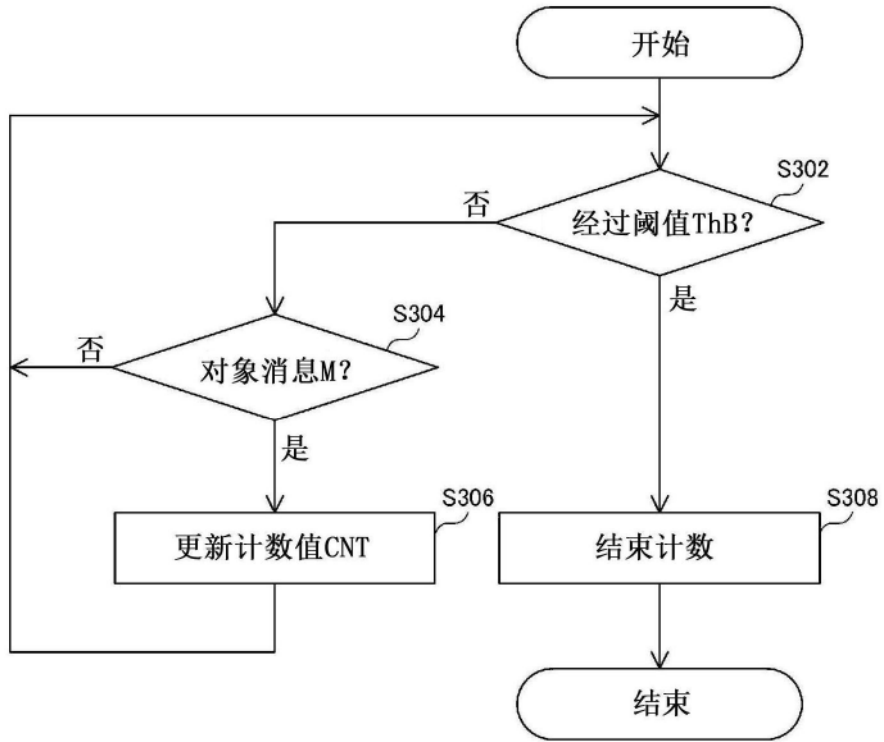 开始
S302
经过阈值ThB?
否
是
S304
对象消息M?
否
是
S306
更新计数值CNT
S308
结束计数
结束